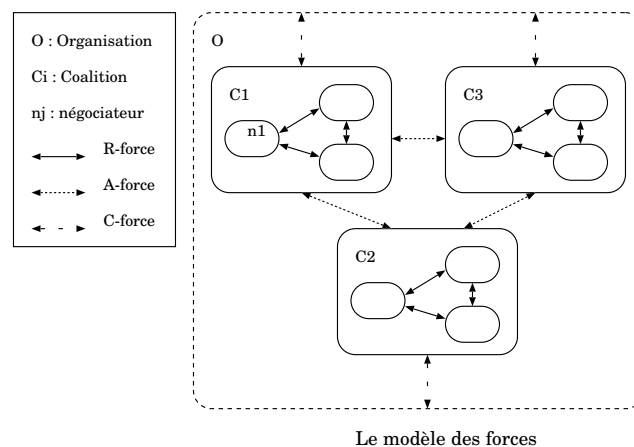 O : Organisation
Ci : Coalition
nj : négociateur
R-force
A-force
C-force
O
C1
n1
C3
C2
Le modèle des forces